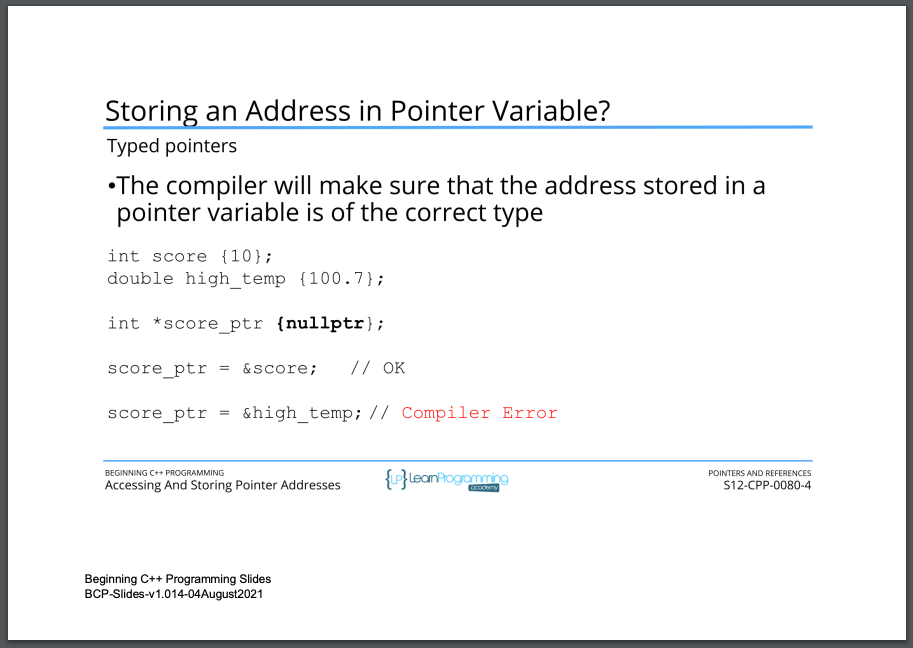 Storing an Address in Pointer Variable?
Typed pointers
•The compiler will make sure that the address stored in a
pointer variable is of the correct type
int score {10};
double high_temp {100.7};
int *score_ptr {nullptr};
score_ptr = &score;   // OK
score_ptr = &high_temp; // Compiler Error
BEGINNING C++ PROGRAMMING
Accessing And Storing Pointer Addresses
{LP} LearnProgramming
academy
POINTERS AND REFERENCES
S12-CPP-0080-4
Beginning C++ Programming Slides
BCP-Slides-v1.014-04August2021